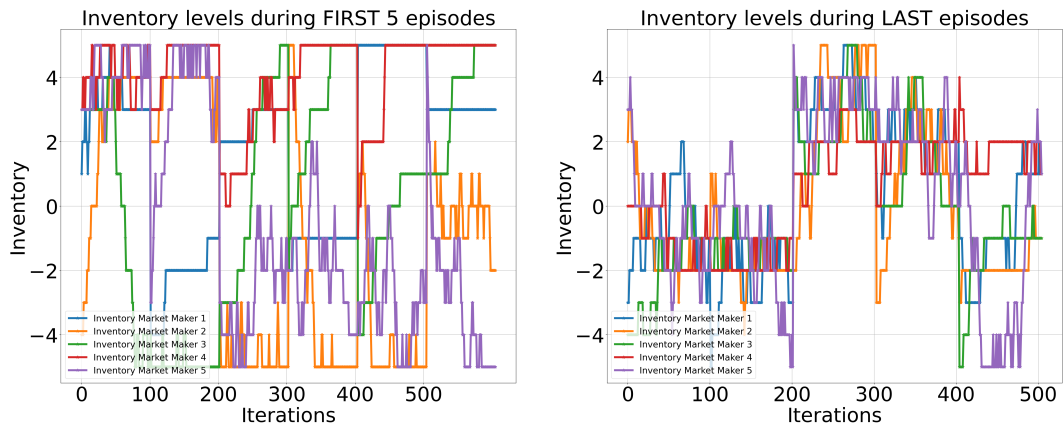 Inventory levels during FIRST 5 episodes
Inventory
4
2
0
−2
−4
Inventory Market Maker 1
Inventory Market Maker 2
Inventory Market Maker 3
Inventory Market Maker 4
Inventory Market Maker 5
0 100 200 300 400 500
Iterations
Inventory levels during LAST episodes
Inventory
4
2
0
−2
−4
Inventory Market Maker 1
Inventory Market Maker 2
Inventory Market Maker 3
Inventory Market Maker 4
Inventory Market Maker 5
0 100 200 300 400 500
Iterations